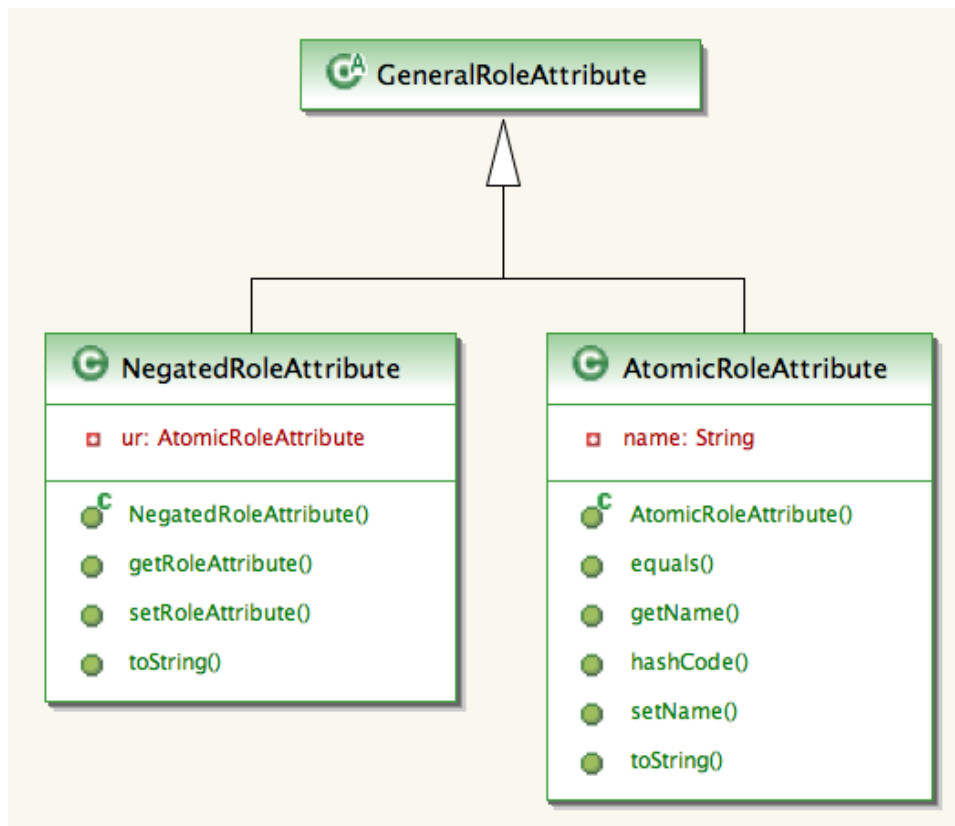 GeneralRoleAttribute
NegatedRoleAttribute
ur: AtomicRoleAttribute
NegatedRoleAttribute()
getRoleAttribute()
setRoleAttribute()
toString()
AtomicRoleAttribute
name: String
AtomicRoleAttribute()
equals()
getName()
hashCode()
setName()
toString()